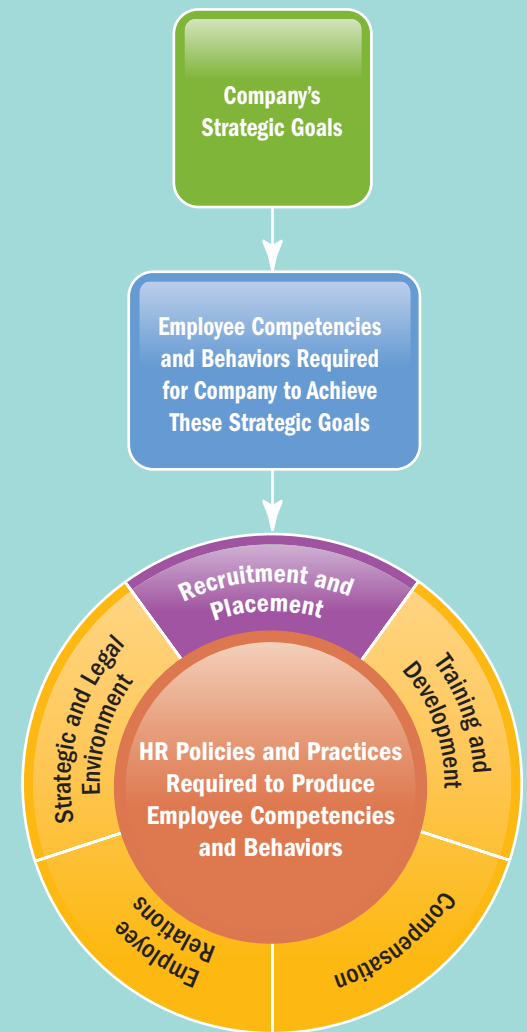 Company's
Strategic Goals
Employee Competencies
and Behaviors Required
for Company to Achieve
These Strategic Goals
Recruitment and
Placement
Strategic and Legal
Environment
Training and
Development
HR Policies and Practices
Required to Produce
Employee Competencies
and Behaviors
Employee
Relations
Compensation